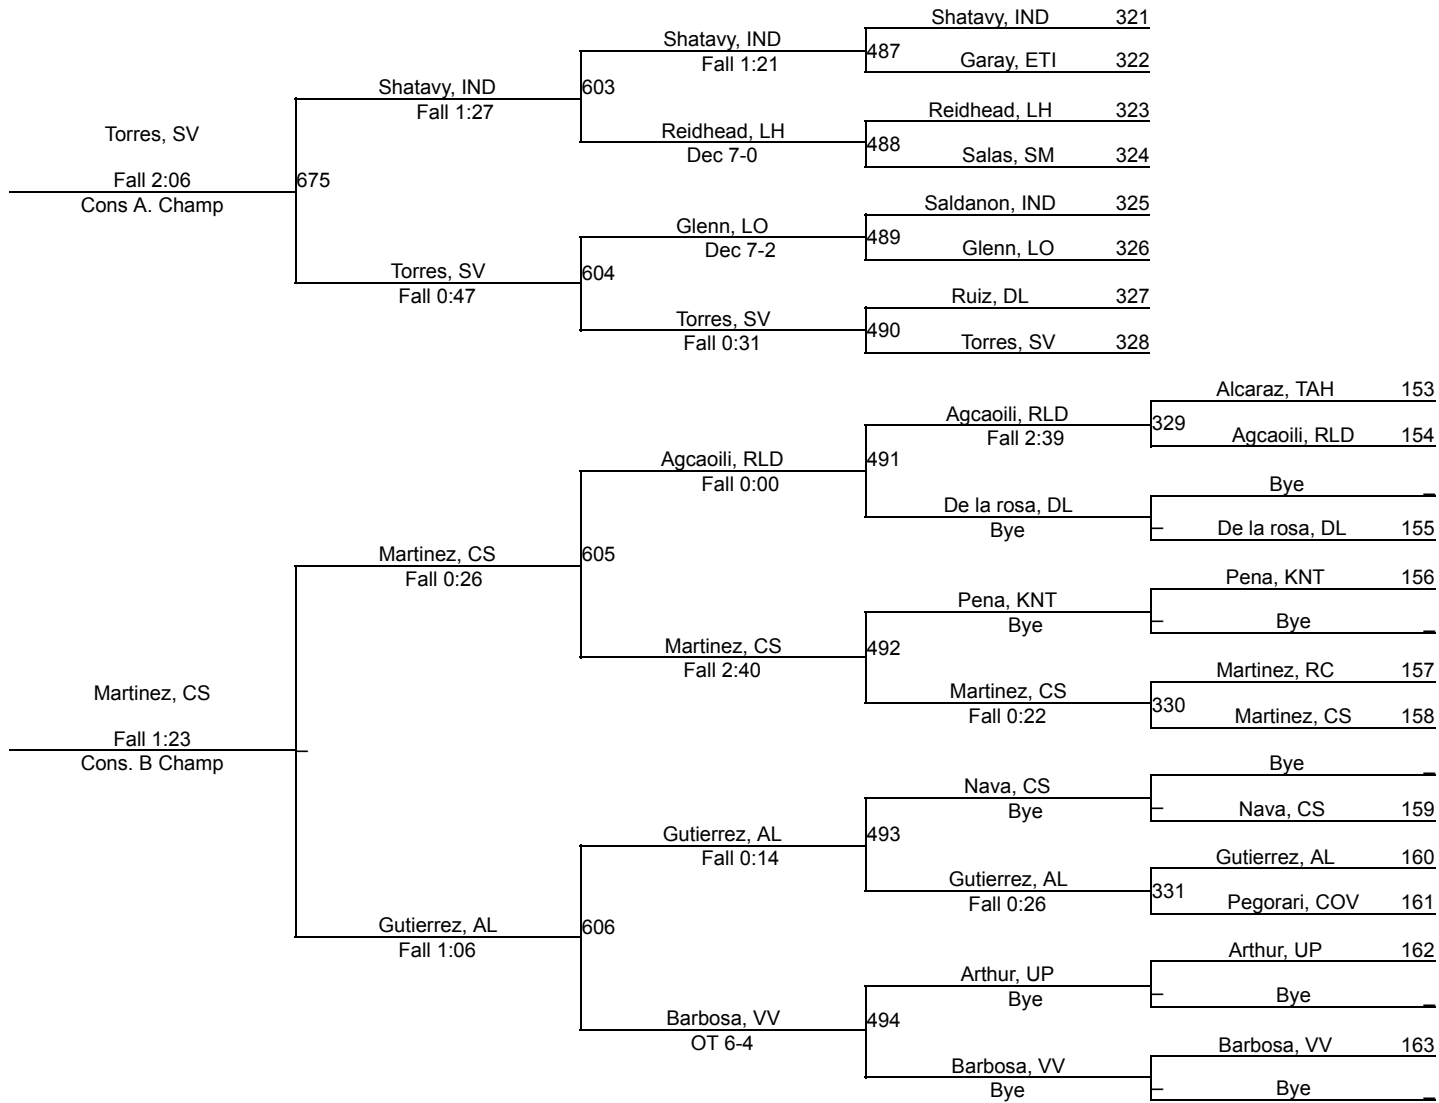 Shatavy, IND 321
Shatavy, IND
487
Fall 1:21
Garay, ETI 322
Shatavy, IND
603
Fall 1:27
Reidhead, LH 323
Torres, SV
Reidhead, LH
488
Dec 7-0
Salas, SM 324
Fall 2:06
675
Cons A. Champ
Saldanon, IND 325
Glenn, LO
489
Dec 7-2
Glenn, LO 326
Torres, SV
604
Fall 0:47
Ruiz, DL 327
Torres, SV
490
Fall 0:31
Torres, SV 328
Alcaraz, TAH 153
Agcaoili, RLD
329
Fall 2:39
Agcaoili, RLD 154
Agcaoili, RLD
491
Fall 0:00
Bye _
De la rosa, DL
Bye
_
De la rosa, DL 155
Martinez, CS
605
Fall 0:26
Pena, KNT 156
Pena, KNT
Bye
_
Bye _
Martinez, CS
492
Fall 2:40
Martinez, RC 157
Martinez, CS
Martinez, CS
330
Fall 0:22
Martinez, CS 158
Fall 1:23
_
Cons. B Champ
Bye _
Nava, CS
Bye
_
Nava, CS 159
Gutierrez, AL
493
Fall 0:14
Gutierrez, AL 160
Gutierrez, AL
331
Fall 0:26
Pegorari, COV 161
Gutierrez, AL
606
Fall 1:06
Arthur, UP 162
Arthur, UP
Bye
_
Bye _
Barbosa, VV
494
OT 6-4
Barbosa, VV 163
Barbosa, VV
Bye
_
Bye _